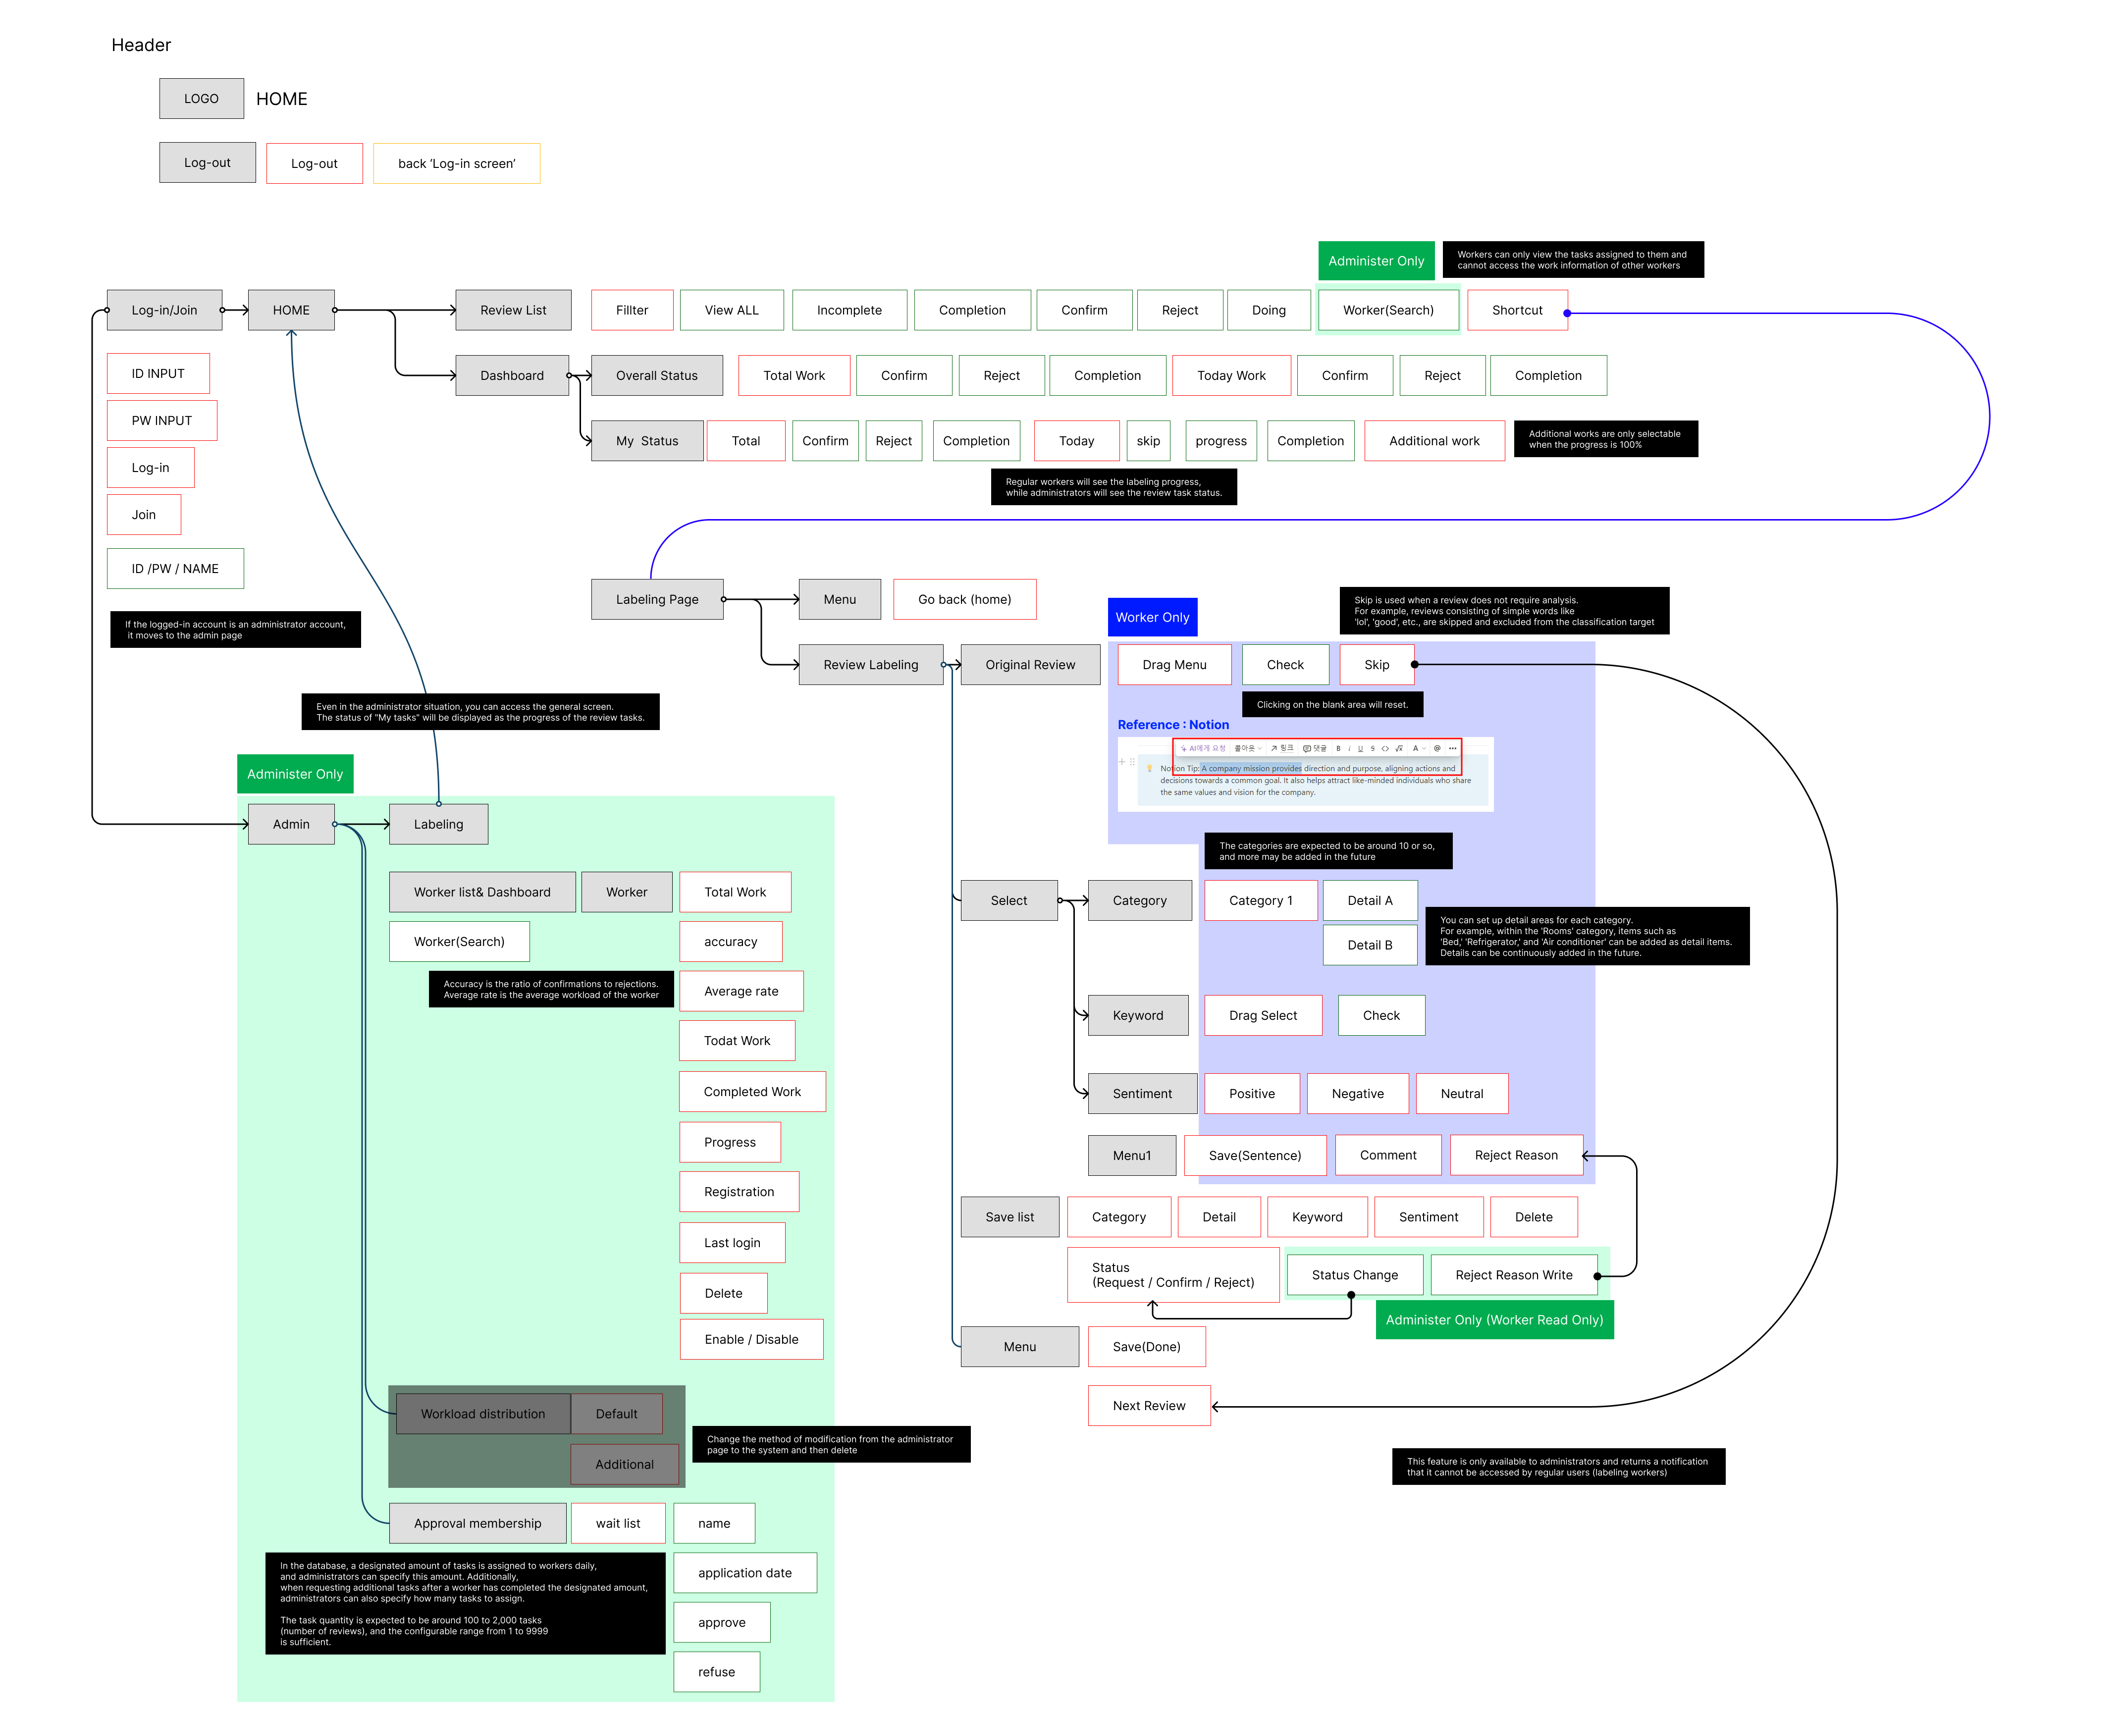 Header
LOGO
HOME
Log-out
Log-out
back ‘Log-in screen’
Administer Only
Workers can only view the tasks assigned to them and
cannot access the work information of other workers
Log-in/Join
HOME
Review List
Fillter
View ALL
Incomplete
Completion
Confirm
Reject
Doing
Worker(Search)
Shortcut
Dashboard
Overall Status
Total Work
Confirm
Reject
Completion
Today Work
Confirm
Reject
Completion
My Status
Total
Confirm
Reject
Completion
Today
skip
progress
Completion
Additional work
Additional works are only selectable
when the progress is 100%
Regular workers will see the labeling progress,
while administrators will see the review task status.
ID INPUT
PW INPUT
Log-in
Join
ID /PW / NAME
If the logged-in account is an administrator account,
it moves to the admin page
Even in the administrator situation, you can access the general screen.
The status of "My tasks" will be displayed as the progress of the review tasks.
Labeling Page
Menu
Go back (home)
Worker Only
Skip is used when a review does not require analysis.
For example, reviews consisting of simple words like
'lol', 'good', etc., are skipped and excluded from the classification target
Review Labeling
Original Review
Drag Menu
Check
Skip
Clicking on the blank area will reset.
Reference : Notion
AI에게 요청 콜아웃 링크 댓글 B i U S <> √x A @ •••
Notion Tip: A company mission provides direction and purpose, aligning actions and
decisions towards a common goal. It also helps attract like-minded individuals who share
the same values and vision for the company.
Administer Only
Admin
Labeling
Worker list& Dashboard
Worker
Total Work
Worker(Search)
accuracy
Accuracy is the ratio of confirmations to rejections.
Average rate is the average workload of the worker
Average rate
Todat Work
Completed Work
Progress
Registration
Last login
Delete
Enable / Disable
Workload distribution
Default
Additional
Change the method of modification from the administrator
page to the system and then delete
Approval membership
wait list
name
application date
approve
refuse
In the database, a designated amount of tasks is assigned to workers daily,
and administrators can specify this amount. Additionally,
when requesting additional tasks after a worker has completed the designated amount,
administrators can also specify how many tasks to assign.
The task quantity is expected to be around 100 to 2,000 tasks
(number of reviews), and the configurable range from 1 to 9999
is sufficient.
The categories are expected to be around 10 or so,
and more may be added in the future
Select
Category
Category 1
Detail A
Detail B
You can set up detail areas for each category.
For example, within the 'Rooms' category, items such as
'Bed,' 'Refrigerator,' and 'Air conditioner' can be added as detail items.
Details can be continuously added in the future.
Keyword
Drag Select
Check
Sentiment
Positive
Negative
Neutral
Menu1
Save(Sentence)
Comment
Reject Reason
Save list
Category
Detail
Keyword
Sentiment
Delete
Status
(Request / Confirm / Reject)
Status Change
Reject Reason Write
Administer Only (Worker Read Only)
Menu
Save(Done)
Next Review
This feature is only available to administrators and returns a notification
that it cannot be accessed by regular users (labeling workers)